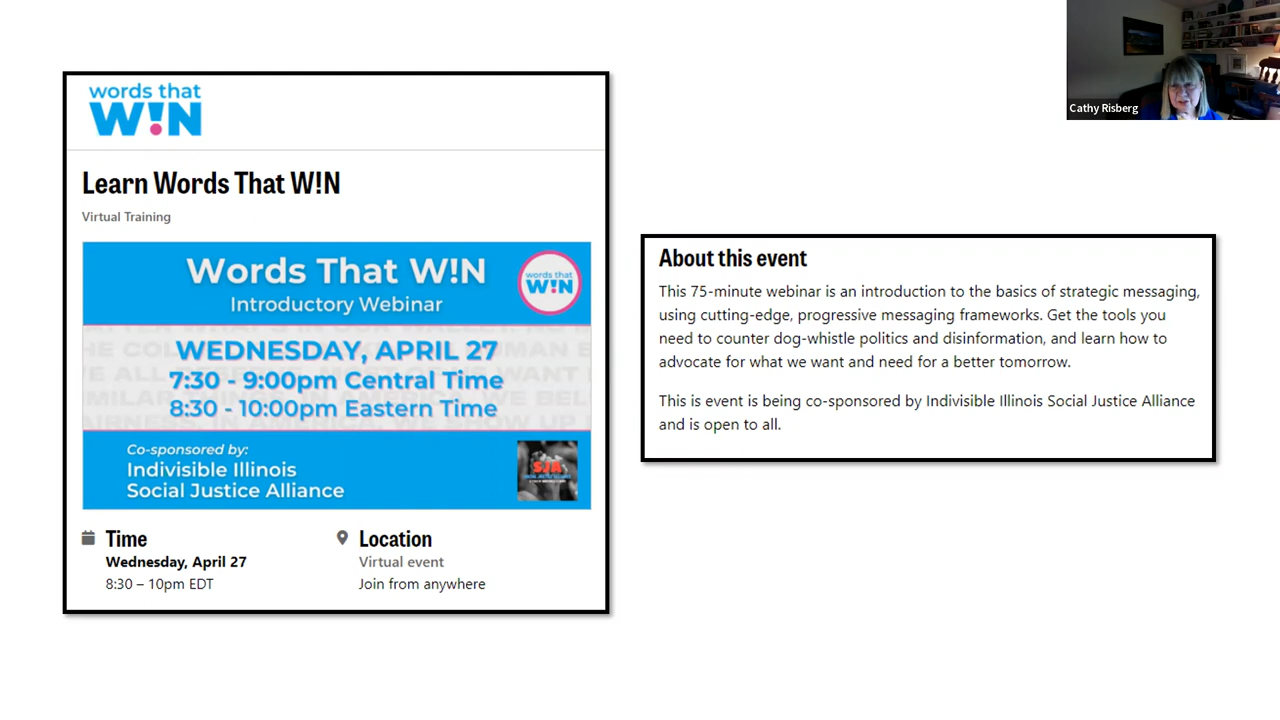 words that
W!N
Learn Words That W!N
Virtual Training
Words That W!N
Introductory Webinar
words that
W!N
WEDNESDAY, APRIL 27
7:30 - 9:00pm Central Time
8:30 - 10:00pm Eastern Time
Co-sponsored by:
Indivisible Illinois
Social Justice Alliance
SJA
Time
Wednesday, April 27
8:30 – 10pm EDT
Location
Virtual event
Join from anywhere
About this event
This 75-minute webinar is an introduction to the basics of strategic messaging,
using cutting-edge, progressive messaging frameworks. Get the tools you
need to counter dog-whistle politics and disinformation, and learn how to
advocate for what we want and need for a better tomorrow.
This is event is being co-sponsored by Indivisible Illinois Social Justice Alliance
and is open to all.
Cathy Risberg